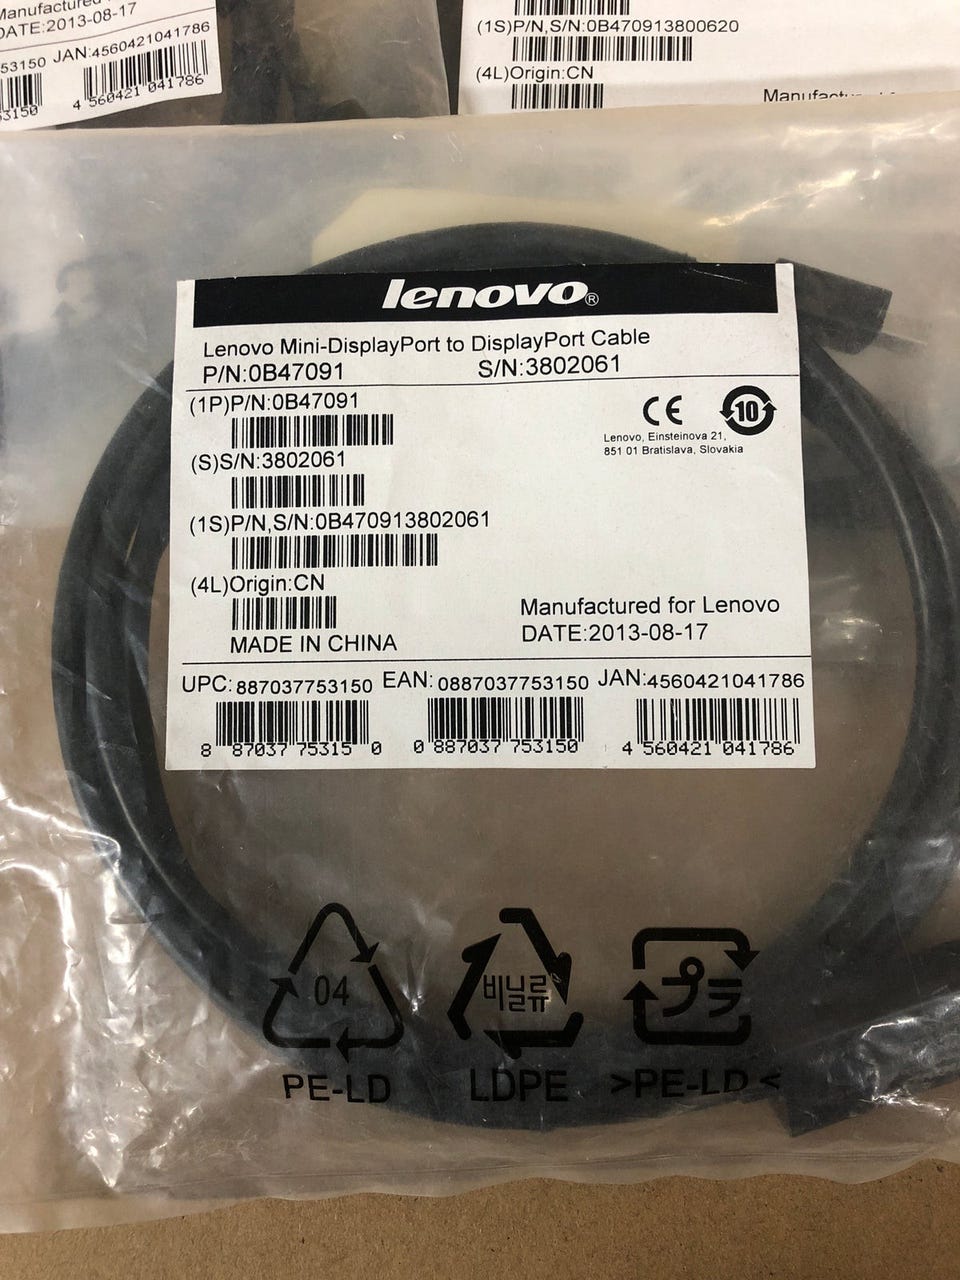 Manufactured
DATE:2013-08-17
53150 JAN:4560421041786
53150 4 560421 041786
(1S)P/N,S/N:0B470913800620
(4L)Origin:CN
lenovo®
Lenovo Mini-DisplayPort to DisplayPort Cable
P/N:0B47091 S/N:3802061
(1P)P/N:0B47091
CE 10
Lenovo, Einsteinova 21,
851 01 Bratislava, Slovakia
(S)S/N:3802061
(1S)P/N,S/N:0B470913802061
(4L)Origin:CN
Manufactured for Lenovo
DATE:2013-08-17
MADE IN CHINA
UPC:887037753150 EAN:0887037753150 JAN:4560421041786
8 87037 75315 0 0 887037 753150 4 560421 041786
04 비닐류 プラ
PE-LD LDPE >PE-LD<